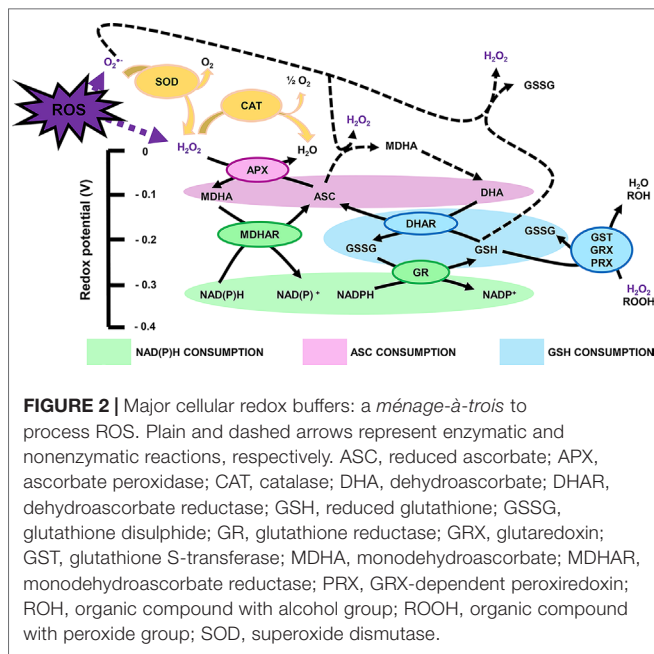 O₂•−
O₂
½ O₂
H₂O₂
GSSG
SOD
ROS
CAT
H₂O₂
H₂O₂
H₂O
MDHA
0
APX
- 0.1
MDHA
ASC
DHA
H₂O
ROH
DHAR
MDHAR
GSSG
GSSG
GSH
GST
GRX
PRX
- 0.2
GR
H₂O₂
ROOH
- 0.3
NAD(P)H
NAD(P)⁺
NADPH
NADP⁺
- 0.4
Redox potential (V)
NAD(P)H CONSUMPTION
ASC CONSUMPTION
GSH CONSUMPTION
FIGURE 2 | Major cellular redox buffers: a ménage-à-trois to
process ROS. Plain and dashed arrows represent enzymatic and
nonenzymatic reactions, respectively. ASC, reduced ascorbate; APX,
ascorbate peroxidase; CAT, catalase; DHA, dehydroascorbate; DHAR,
dehydroascorbate reductase; GSH, reduced glutathione; GSSG,
glutathione disulphide; GR, glutathione reductase; GRX, glutaredoxin;
GST, glutathione S-transferase; MDHA, monodehydroascorbate; MDHAR,
monodehydroascorbate reductase; PRX, GRX-dependent peroxiredoxin;
ROH, organic compound with alcohol group; ROOH, organic compound
with peroxide group; SOD, superoxide dismutase.